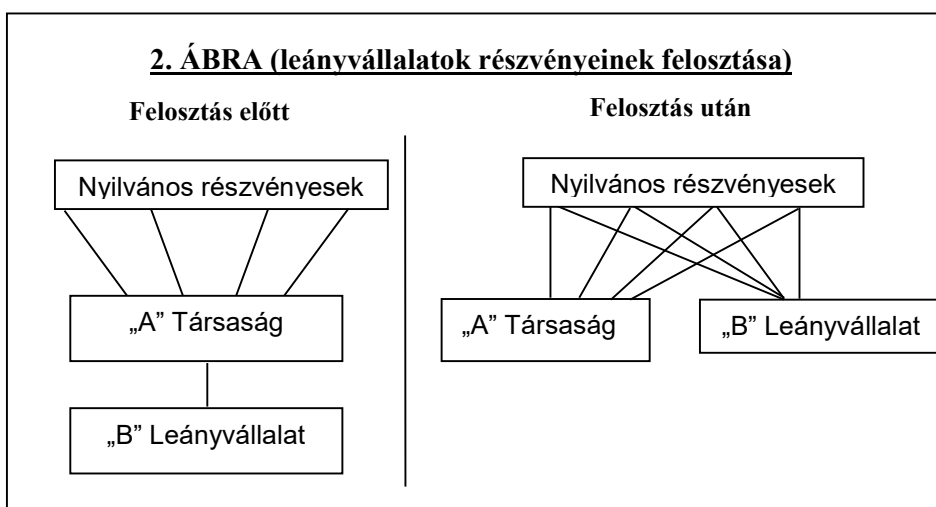 2. ÁBRA (leányvállalatok részvényeinek felosztása)
Felosztás előtt
Nyilvános részvényesek
„A” Társaság
„B” Leányvállalat
Felosztás után
Nyilvános részvényesek
„A” Társaság
„B” Leányvállalat